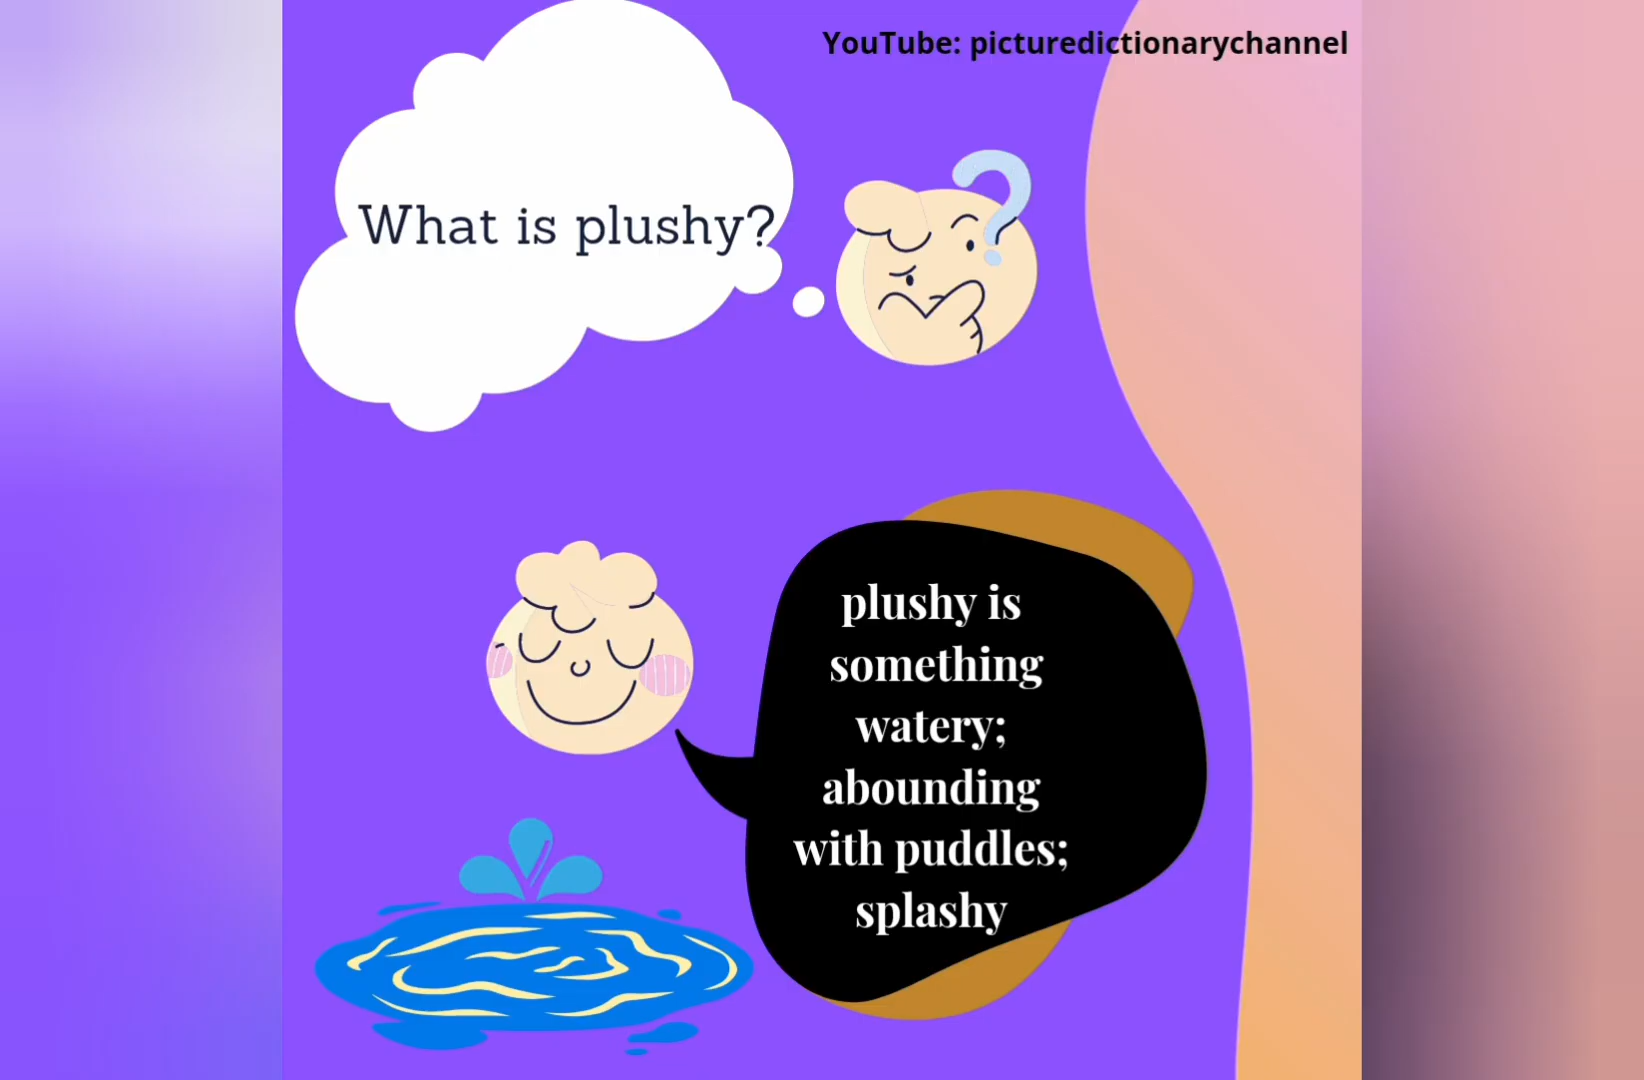 YouTube: picturedictionarychannel
What is plushy?
plushy is
something
watery;
abounding
with puddles;
splashy